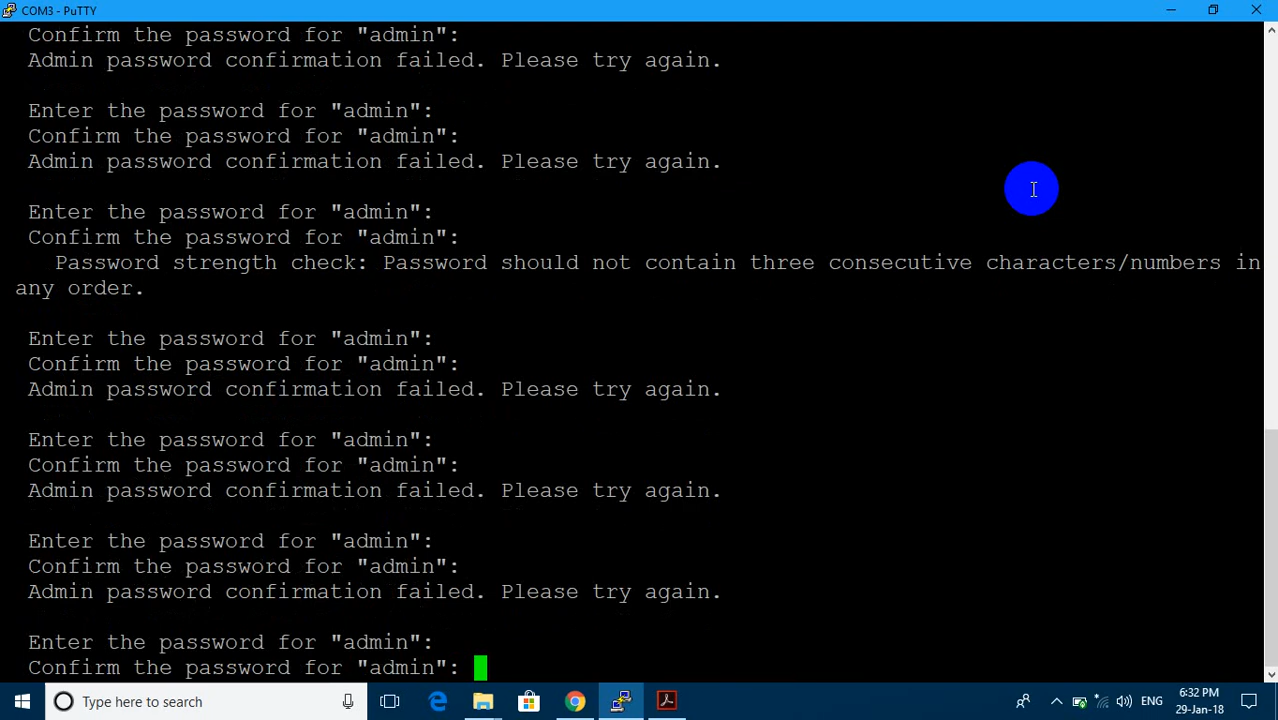 COM3 - PuTTY
Confirm the password for "admin":
Admin password confirmation failed. Please try again.
Enter the password for "admin":
Confirm the password for "admin":
Admin password confirmation failed. Please try again.
Enter the password for "admin":
Confirm the password for "admin":
Password strength check: Password should not contain three consecutive characters/numbers in
any order.
Enter the password for "admin":
Confirm the password for "admin":
Admin password confirmation failed. Please try again.
Enter the password for "admin":
Confirm the password for "admin":
Admin password confirmation failed. Please try again.
Enter the password for "admin":
Confirm the password for "admin":
Admin password confirmation failed. Please try again.
Enter the password for "admin":
Confirm the password for "admin":
Type here to search
ENG
6:32 PM
29-Jan-18